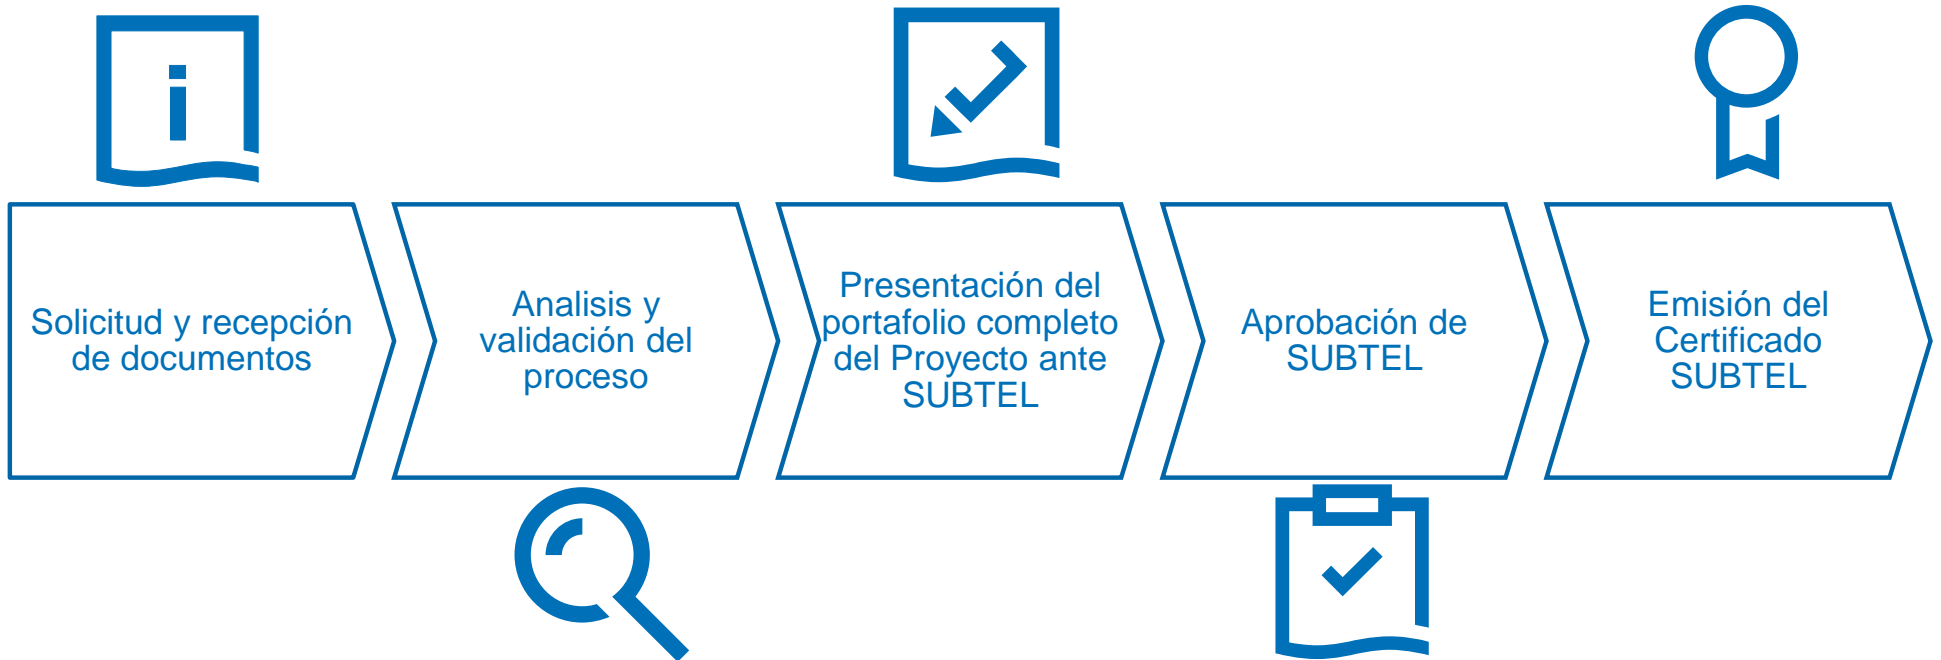 Solicitud y recepción
de documentos
Analisis y
validación del
proceso
Presentación del
portafolio completo
del Proyecto ante
SUBTEL
Aprobación de
SUBTEL
Emisión del
Certificado
SUBTEL